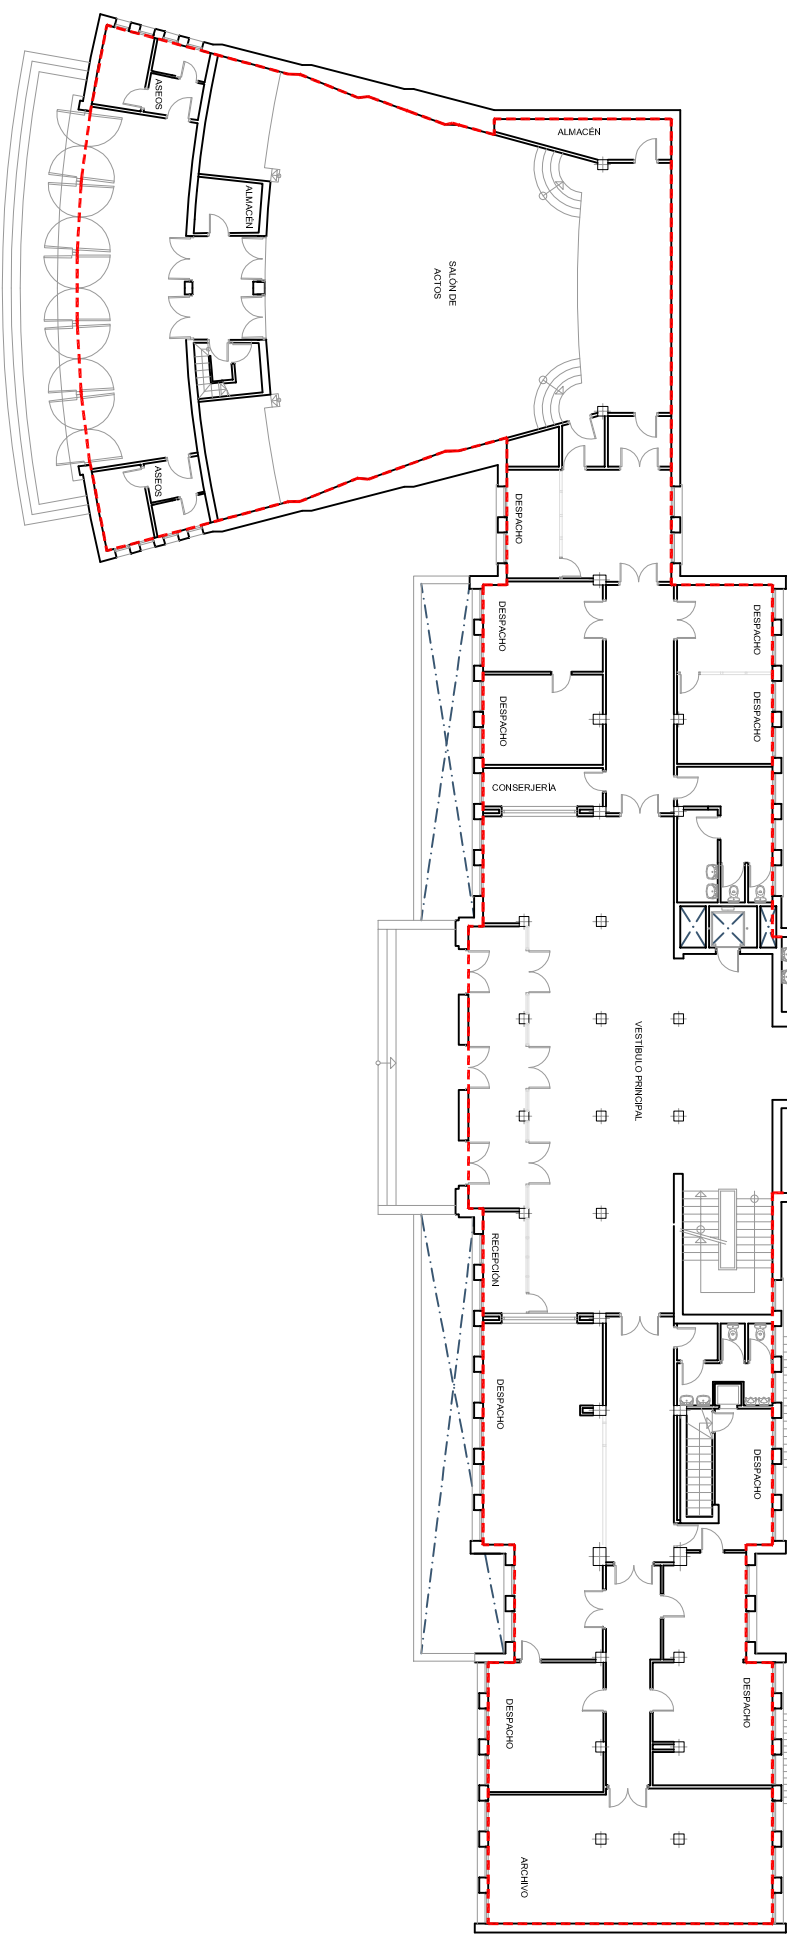 ASEOS
ALMACÉN
ALMACÉN
SALÓN DE
ACTOS
ASEOS
DESPACHO
DESPACHO
DESPACHO
DESPACHO
DESPACHO
CONSERJERÍA
VESTÍBULO PRINCIPAL
RECEPCIÓN
DESPACHO
DESPACHO
DESPACHO
DESPACHO
ARCHIVO